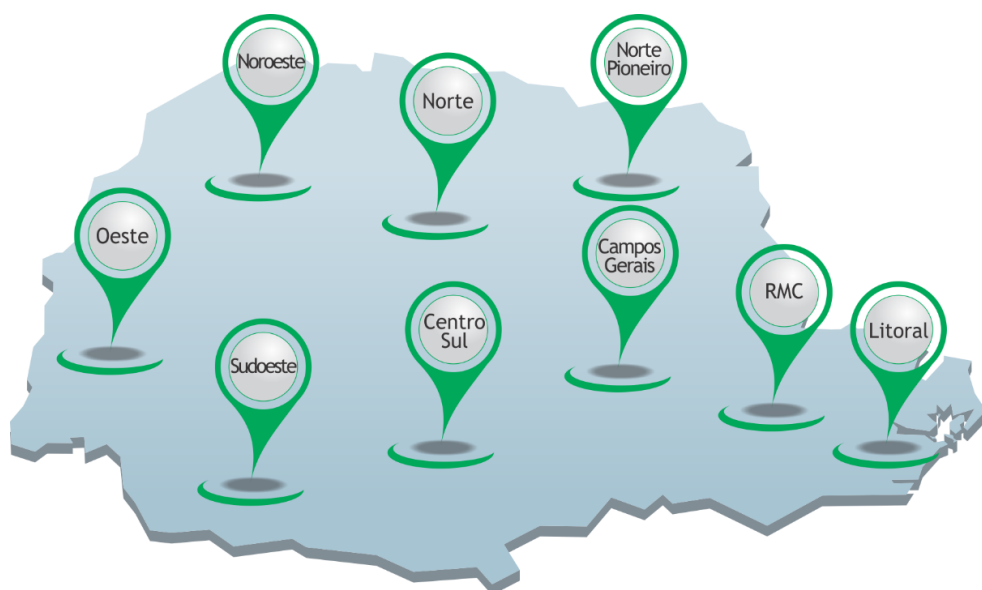 Noroeste
Norte
Norte
Pioneiro
Oeste
Campos
Gerais
RMC
Centro
Sul
Litoral
Sudoeste